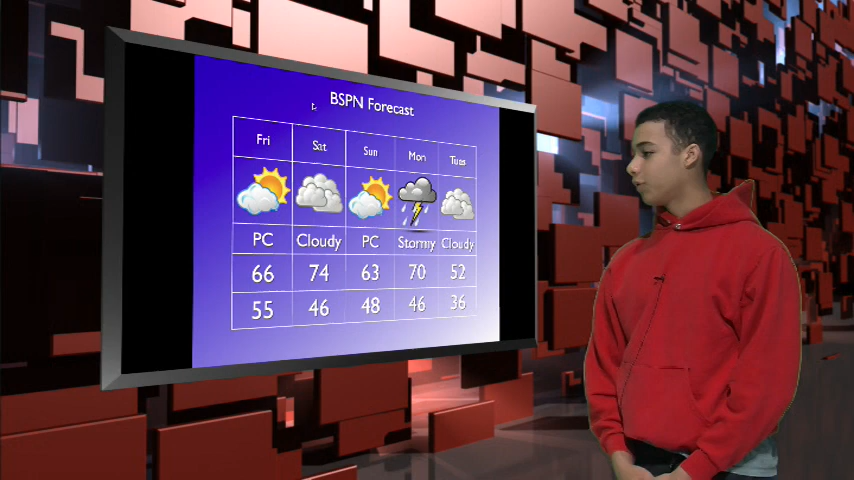 BSPN Forecast
Fri Sat Sun Mon Tues
PC Cloudy PC Stormy Cloudy
66 74 63 70 52
55 46 48 46 36